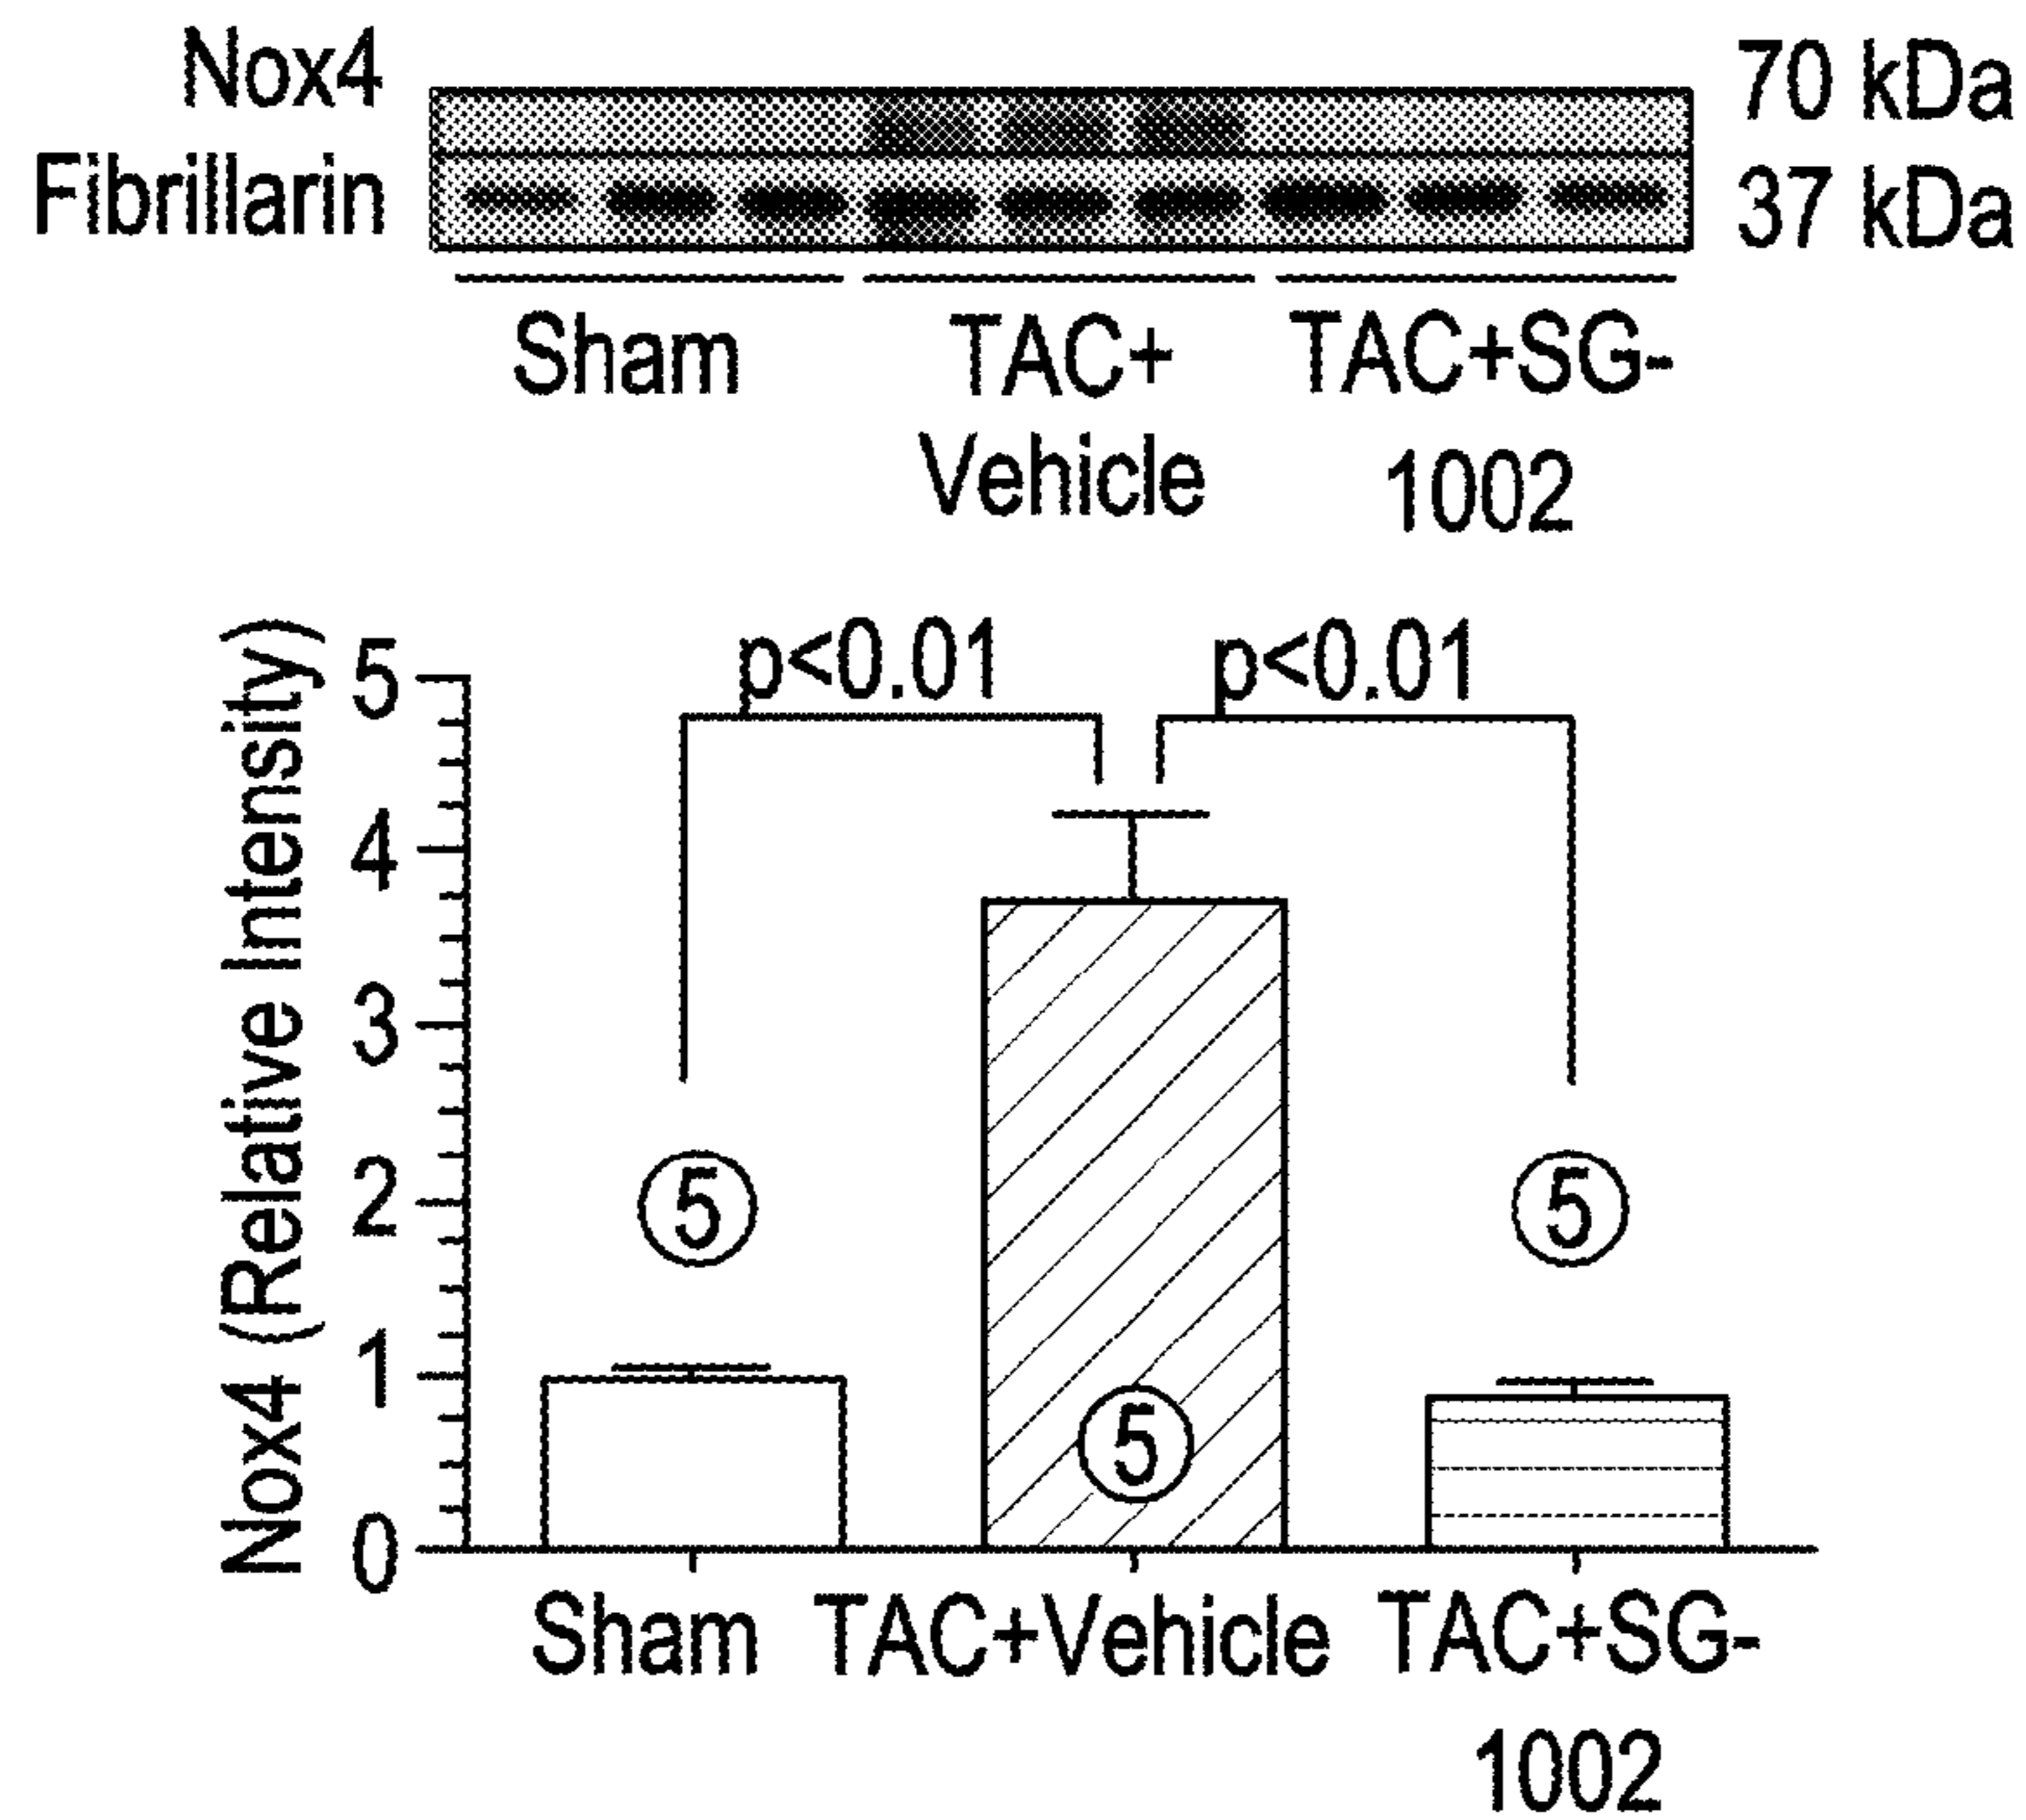 Nox4 70 kDa
Fibrillarin 37 kDa
Sham TAC+ TAC+SG-
Vehicle 1002
p<0.01 p<0.01
Nox4 (Relative Intensity)
5
4
3
2
1
0
5 5
5
Sham TAC+Vehicle TAC+SG-
1002